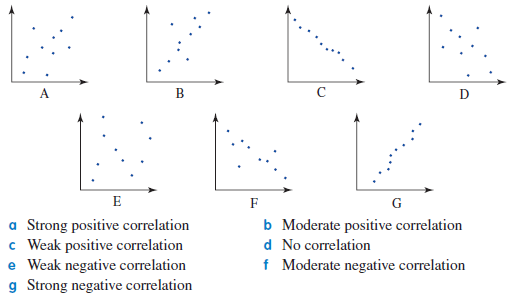 A B C D
E F G
a Strong positive correlation b Moderate positive correlation
c Weak positive correlation d No correlation
e Weak negative correlation f Moderate negative correlation
g Strong negative correlation